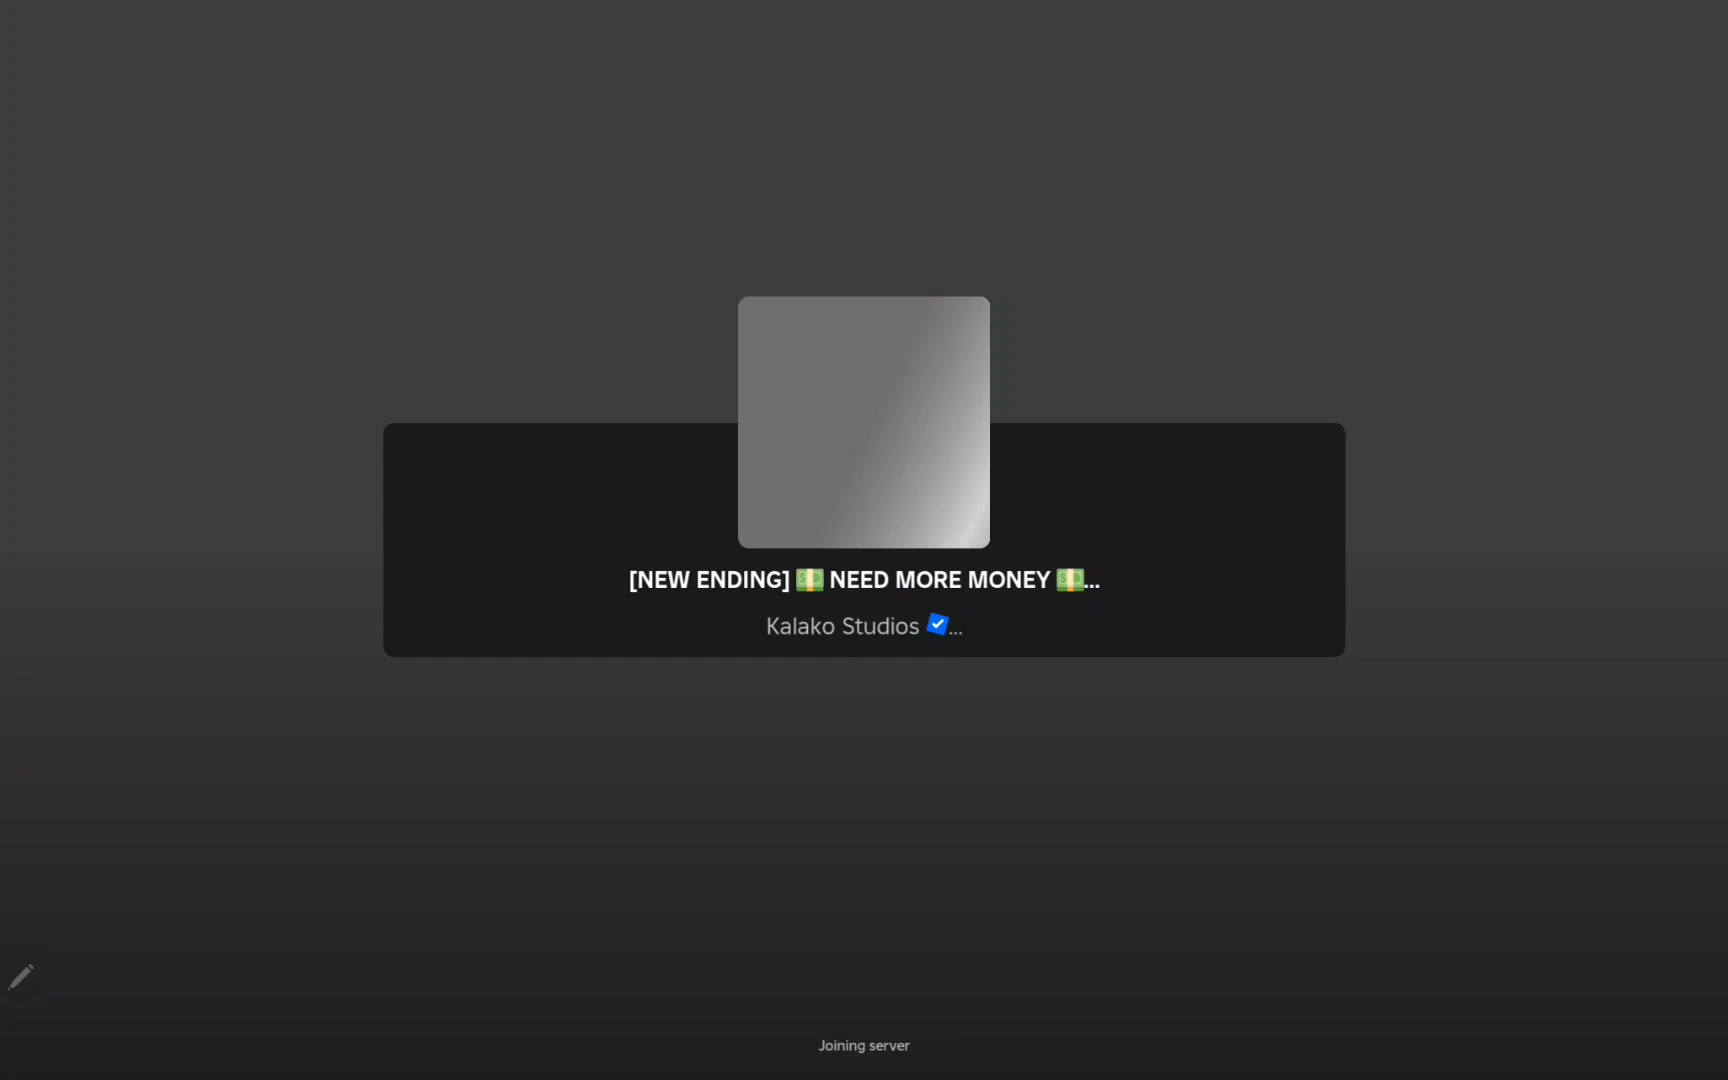 [NEW ENDING] 💵 NEED MORE MONEY 💵...
Kalako Studios ☑️...
Joining server